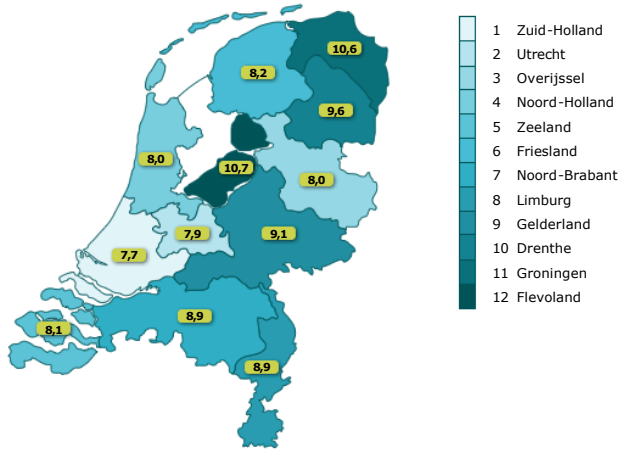 10,6
8,2
9,6
8,0
10,7
8,0
7,9
9,1
7,7
8,9
8,1
8,9
1 Zuid-Holland
2 Utrecht
3 Overijssel
4 Noord-Holland
5 Zeeland
6 Friesland
7 Noord-Brabant
8 Limburg
9 Gelderland
10 Drenthe
11 Groningen
12 Flevoland